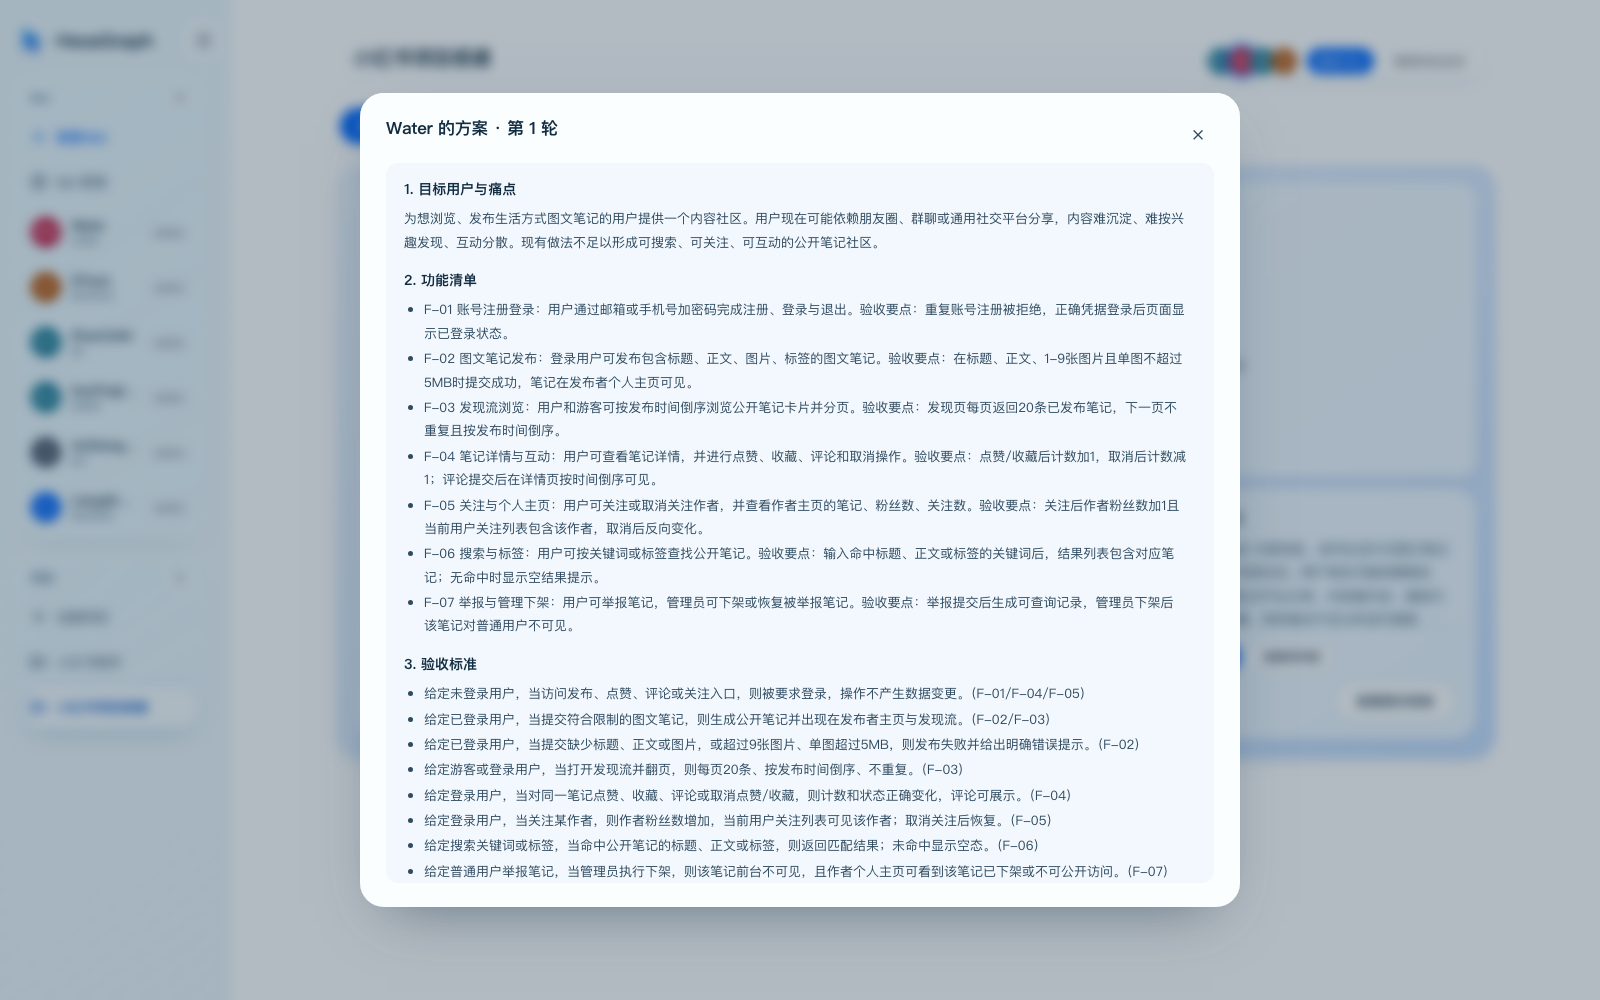 Water 的方案 · 第 1 轮
×
1. 目标用户与痛点
为想浏览、发布生活方式图文笔记的用户提供一个内容社区。用户现在可能依赖朋友圈、群聊或通用社交平台分享，内容难沉淀、难按兴
趣发现、互动分散。现有做法不足以形成可搜索、可关注、可互动的公开笔记社区。
2. 功能清单
• F-01 账号注册登录：用户通过邮箱或手机号加密码完成注册、登录与退出。验收要点：重复账号注册被拒绝，正确凭据登录后页面显
示已登录状态。
• F-02 图文笔记发布：登录用户可发布包含标题、正文、图片、标签的图文笔记。验收要点：在标题、正文、1-9张图片且单图不超过
5MB时提交成功，笔记在发布者个人主页可见。
• F-03 发现流浏览：用户和游客可按发布时间倒序浏览公开笔记卡片并分页。验收要点：发现页每页返回20条已发布笔记，下一页不
重复且按发布时间倒序。
• F-04 笔记详情与互动：用户可查看笔记详情，并进行点赞、收藏、评论和取消操作。验收要点：点赞/收藏后计数加1，取消后计数减
1；评论提交后在详情页按时间倒序可见。
• F-05 关注与个人主页：用户可关注或取消关注作者，并查看作者主页的笔记、粉丝数、关注数。验收要点：关注后作者粉丝数加1且
当前用户关注列表包含该作者，取消后反向变化。
• F-06 搜索与标签：用户可按关键词或标签查找公开笔记。验收要点：输入命中标题、正文或标签的关键词后，结果列表包含对应笔
记；无命中时显示空结果提示。
• F-07 举报与管理下架：用户可举报笔记，管理员可下架或恢复被举报笔记。验收要点：举报提交后生成可查询记录，管理员下架后
该笔记对普通用户不可见。
3. 验收标准
• 给定未登录用户，当访问发布、点赞、评论或关注入口，则被要求登录，操作不产生数据变更。(F-01/F-04/F-05)
• 给定已登录用户，当提交符合限制的图文笔记，则生成公开笔记并出现在发布者主页与发现流。(F-02/F-03)
• 给定已登录用户，当提交缺少标题、正文或图片，或超过9张图片、单图超过5MB，则发布失败并给出明确错误提示。(F-02)
• 给定游客或登录用户，当打开发现流并翻页，则每页20条、按发布时间倒序、不重复。(F-03)
• 给定登录用户，当对同一笔记点赞、收藏、评论或取消点赞/收藏，则计数和状态正确变化，评论可展示。(F-04)
• 给定登录用户，当关注某作者，则作者粉丝数增加，当前用户关注列表可见该作者；取消关注后恢复。(F-05)
• 给定搜索关键词或标签，当命中公开笔记的标题、正文或标签，则返回匹配结果；未命中显示空态。(F-06)
• 给定普通用户举报笔记，当管理员执行下架，则该笔记前台不可见，且作者个人主页可看到该笔记已下架或不可公开访问。(F-07)